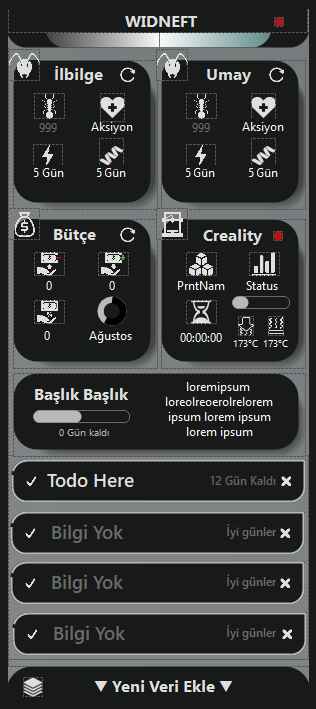 WIDNEFT
İlbilge
Umay
999
Aksiyon
999
Aksiyon
5 Gün
5 Gün
5 Gün
5 Gün
Bütçe
Creality
0
0
PrntNam
Status
0
Ağustos
00:00:00
173°C
173°C
Başlık Başlık
0 Gün kaldı
loremipsum
loreolreoerolrelorem
ipsum lorem ipsum
lorem ipsum
Todo Here
12 Gün Kaldı
Bilgi Yok
İyi günler
Bilgi Yok
İyi günler
Bilgi Yok
İyi günler
▼ Yeni Veri Ekle ▼